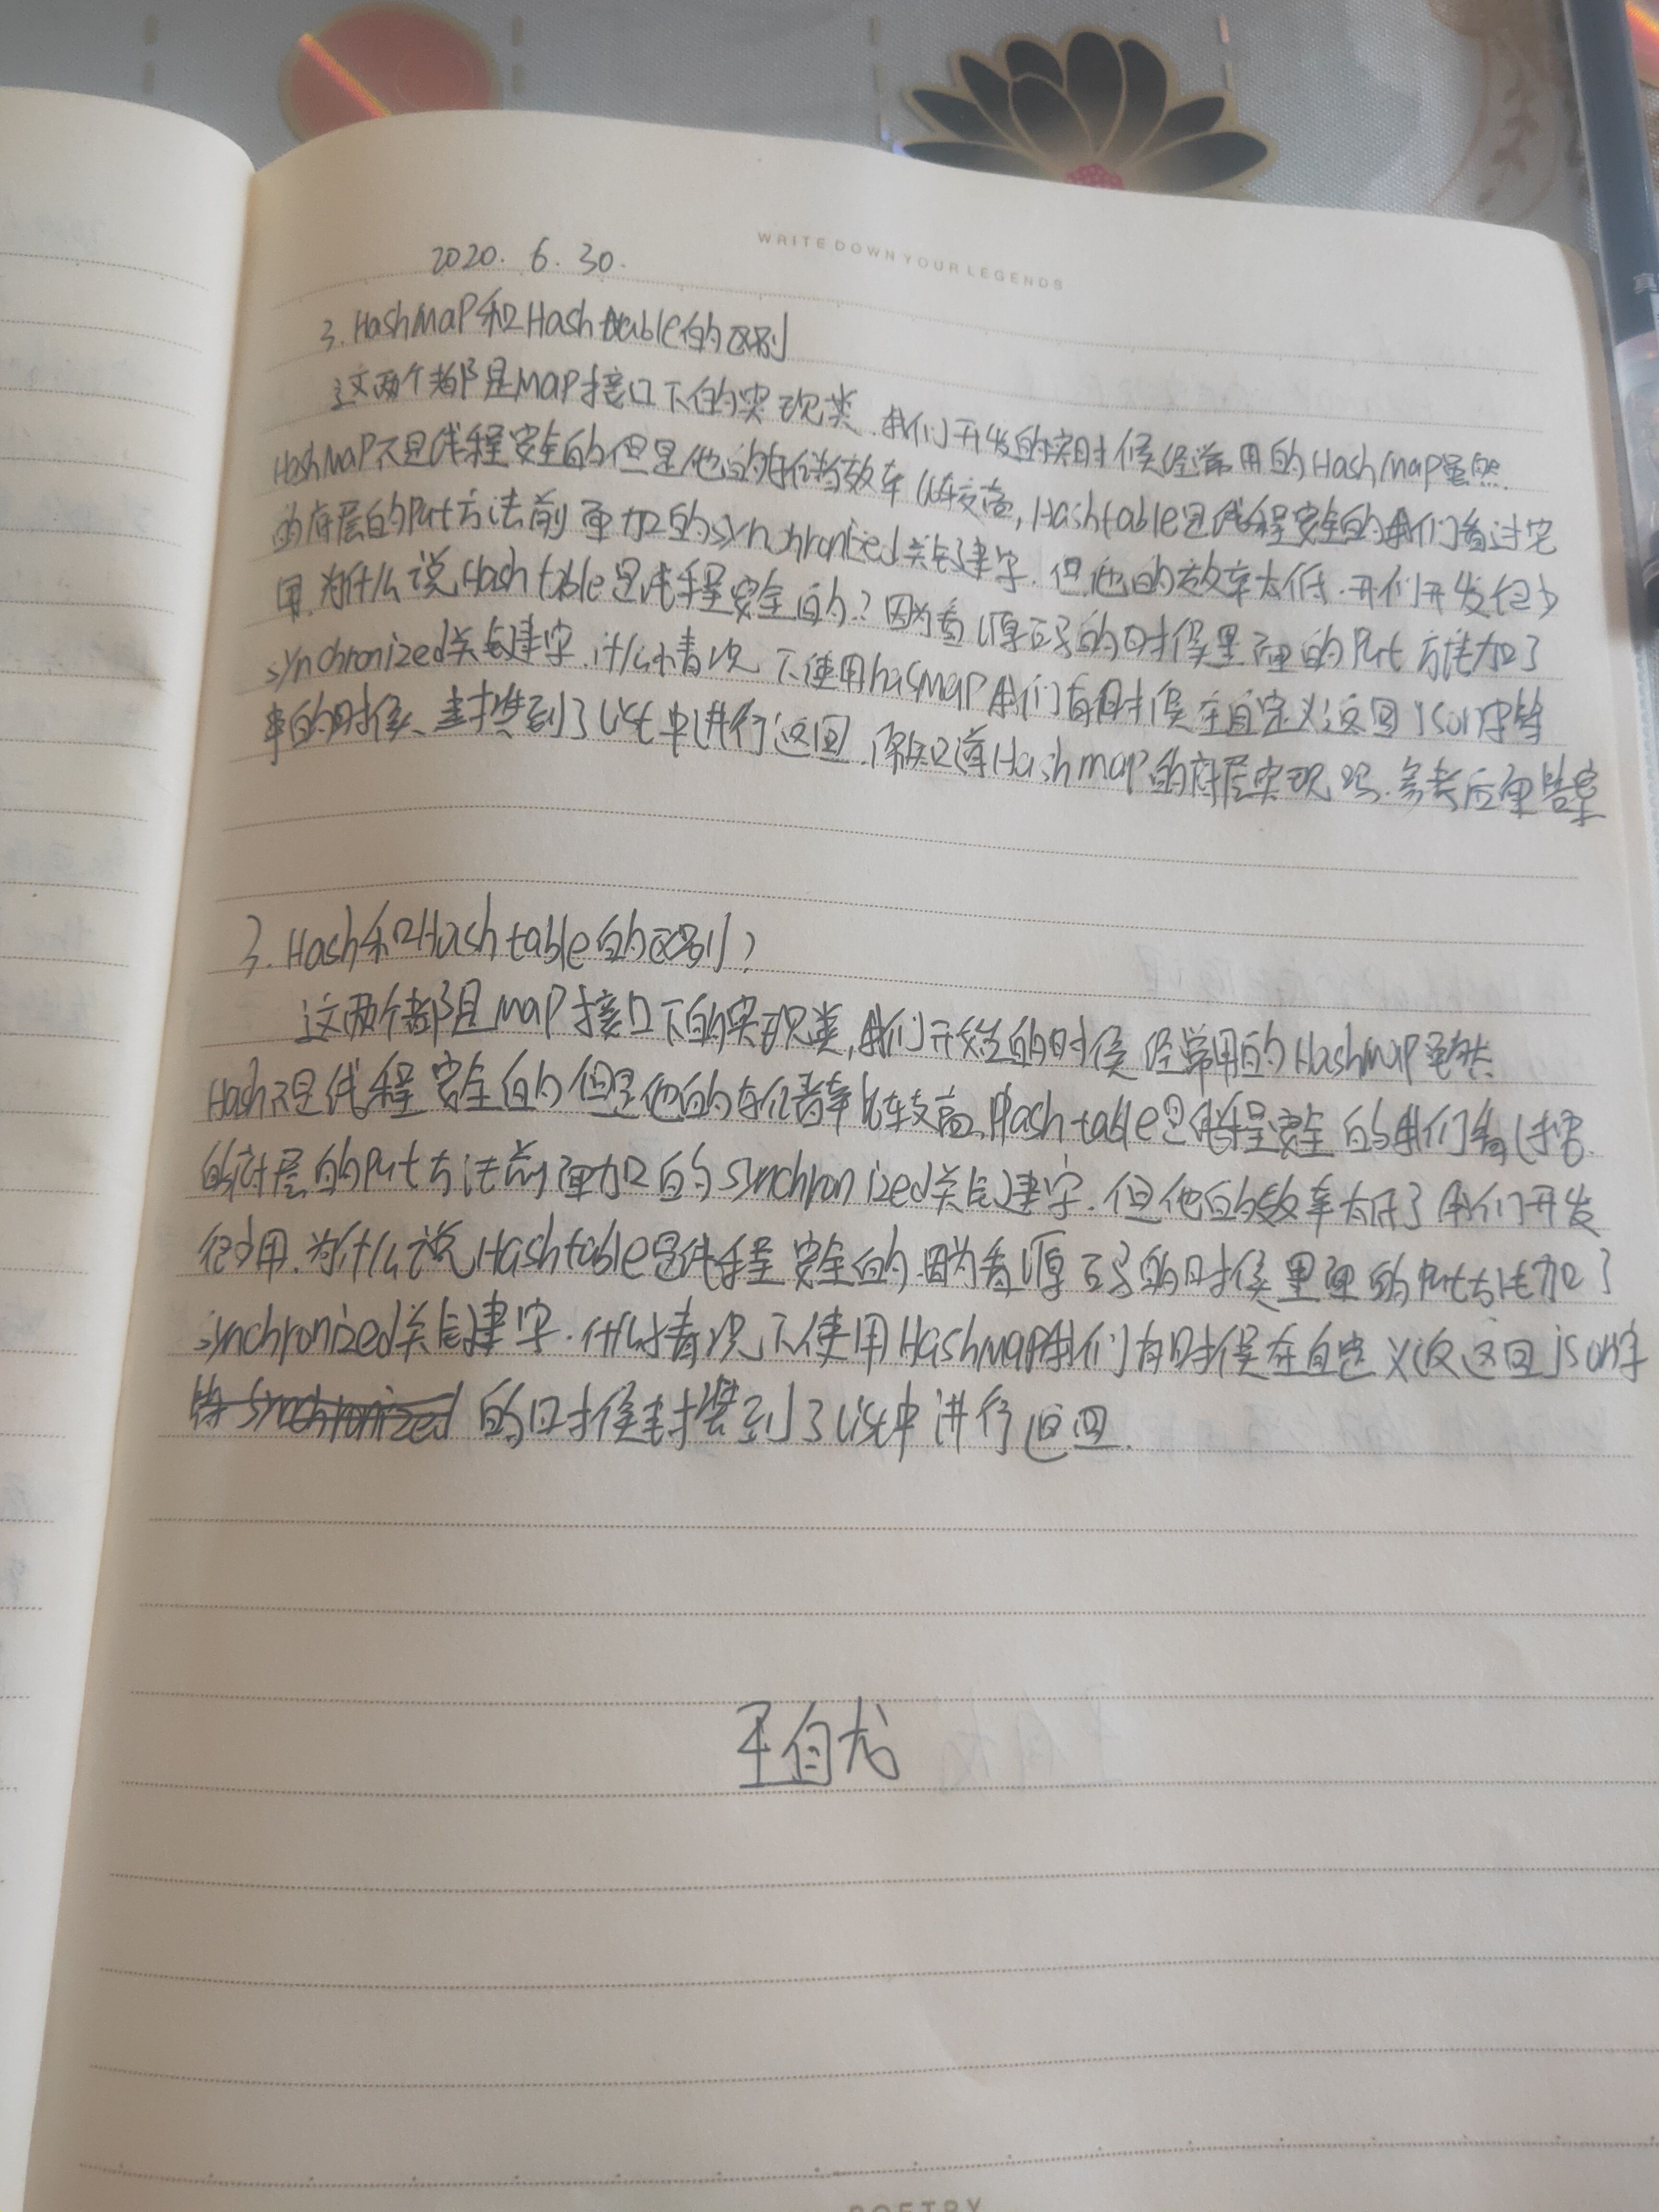 WRITE DOWN YOUR LEGENDS
2020. 6. 30.
3. HashMap和Hashtable的区别
这两个都是Map接口下的实现类.我们开发的时候经常用的HashMap虽然.
HashMap不是线程安全的但是他的存储效率比较高,Hashtable是线程安全的我们看过它
的底层的Put方法前面加的synchronized关键字.但他的效率太低.我们开发很少
用.为什么说Hashtable是线程安全的?因为看源码的时候里面的Put方法加了
synchronized关键字.什么情况不使用hasmap我们有时候在自定义返回json字符
串的时候、封装到了list中进行返回.你知道Hashmap的底层实现吗.参考后面答案
3. Hash和Hashtable的区别?
这两个都是map接口下的实现类,我们开发的时候经常用的HashMap虽然
Hash不是线程安全的但是他的存储率比较高.Hashtable是线程安全的我们看过它.
的底层的Put方法前面加的synchronized关键字.但他的效率太低了我们开发
很少用.为什么说Hashtable是线程安全的.因为看源码的时候里面的Put方法加了
synchronized关键字.什么情况不使用HashMap我们有时候在自定义返回json字
的时候封装到了list中进行返回.
王自龙
POETRY